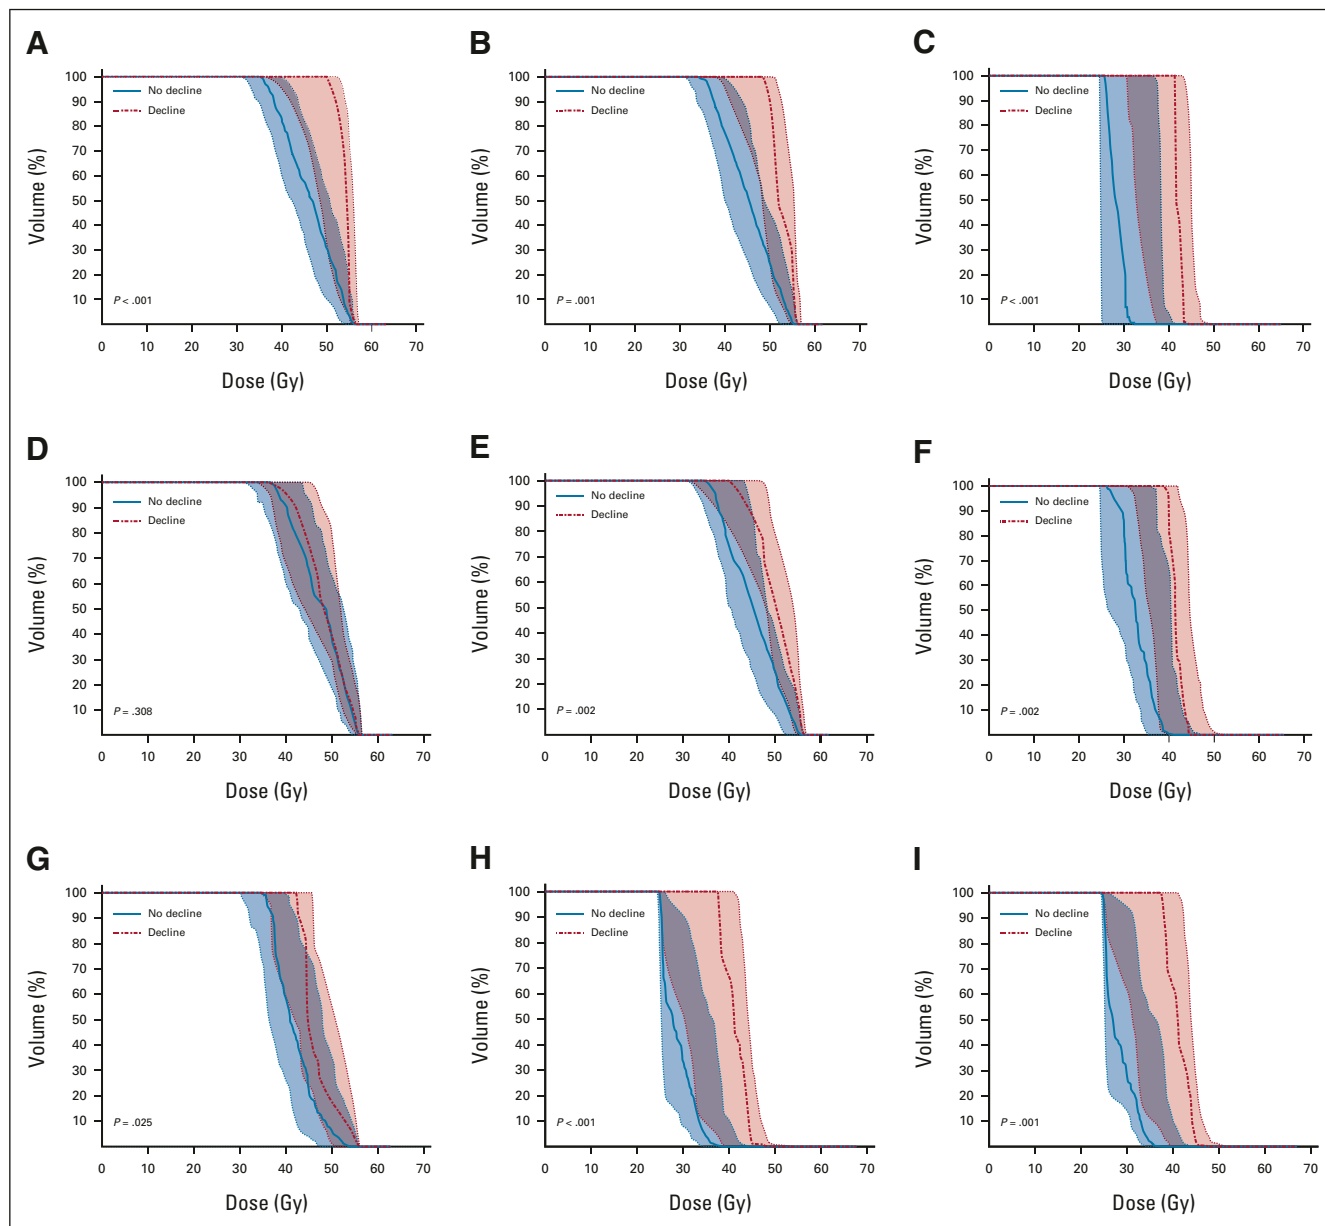 A
100
90
80
70
60
50
40
30
20
10
Volume (%)
No decline
Decline
P < .001
0 10 20 30 40 50 60 70
Dose (Gy)
B
100
90
80
70
60
50
40
30
20
10
Volume (%)
No decline
Decline
P = .001
0 10 20 30 40 50 60 70
Dose (Gy)
C
100
90
80
70
60
50
40
30
20
10
Volume (%)
No decline
Decline
P < .001
0 10 20 30 40 50 60 70
Dose (Gy)
D
100
90
80
70
60
50
40
30
20
10
Volume (%)
No decline
Decline
P = .308
0 10 20 30 40 50 60 70
Dose (Gy)
E
100
90
80
70
60
50
40
30
20
10
Volume (%)
No decline
Decline
P = .002
0 10 20 30 40 50 60 70
Dose (Gy)
F
100
90
80
70
60
50
40
30
20
10
Volume (%)
No decline
Decline
P = .002
0 10 20 30 40 50 60 70
Dose (Gy)
G
100
90
80
70
60
50
40
30
20
10
Volume (%)
No decline
Decline
P = .025
0 10 20 30 40 50 60 70
Dose (Gy)
H
100
90
80
70
60
50
40
30
20
10
Volume (%)
No decline
Decline
P < .001
0 10 20 30 40 50 60 70
Dose (Gy)
I
100
90
80
70
60
50
40
30
20
10
Volume (%)
No decline
Decline
P = .001
0 10 20 30 40 50 60 70
Dose (Gy)